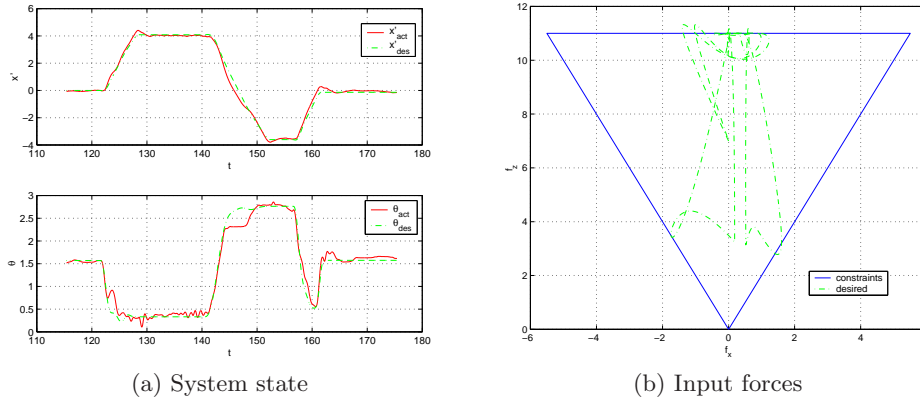 6
4
2
0
−2
−4
110 120 130 140 150 160 170 180
x'
t
x'act
x'des
3
2.5
2
1.5
1
0.5
0
110 120 130 140 150 160 170 180
θ
t
θact
θdes
(a) System state
12
10
8
6
4
2
0
−6 −4 −2 0 2 4 6
fz
fx
constraints
desired
(b) Input forces